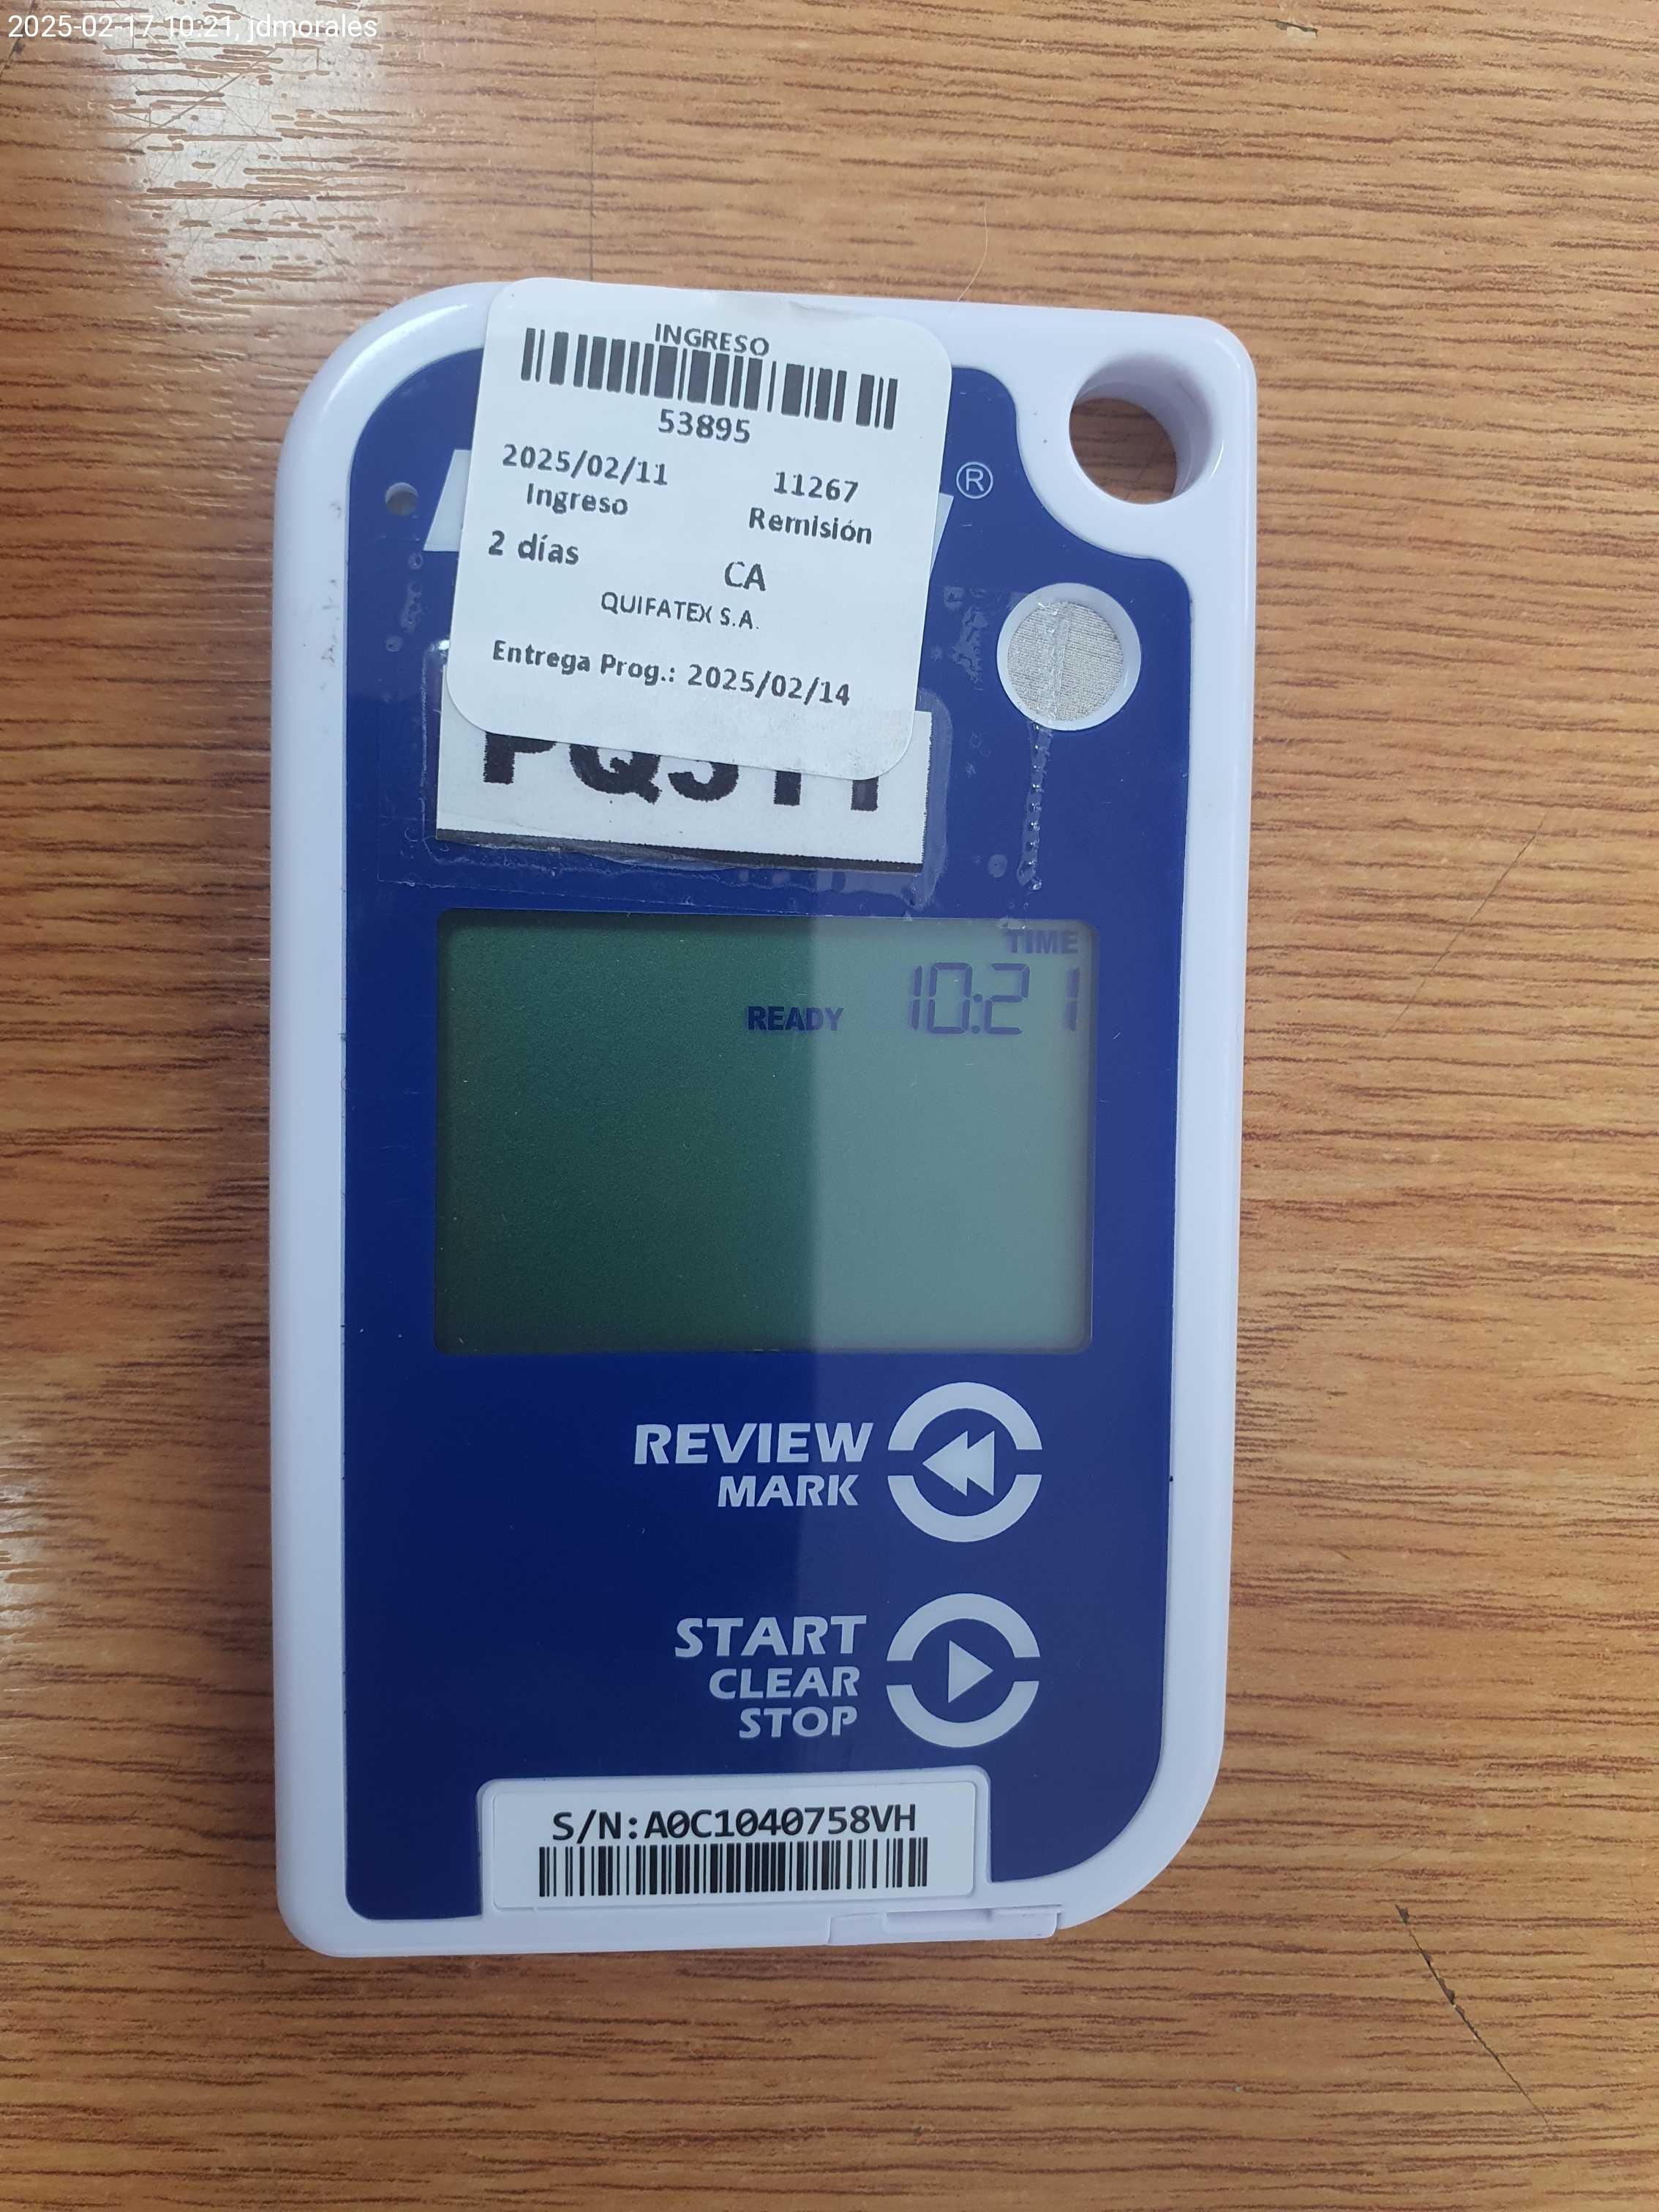 2025-02-17 10:21, jdmorales
INGRESO
53895
2025/02/11 11267
Ingreso Remisión
2 días CA
QUIFATEX S.A.
Entrega Prog.: 2025/02/14
®
TIME
READY 10:21
REVIEW
MARK
START
CLEAR
STOP
S/N:A0C1040758VH